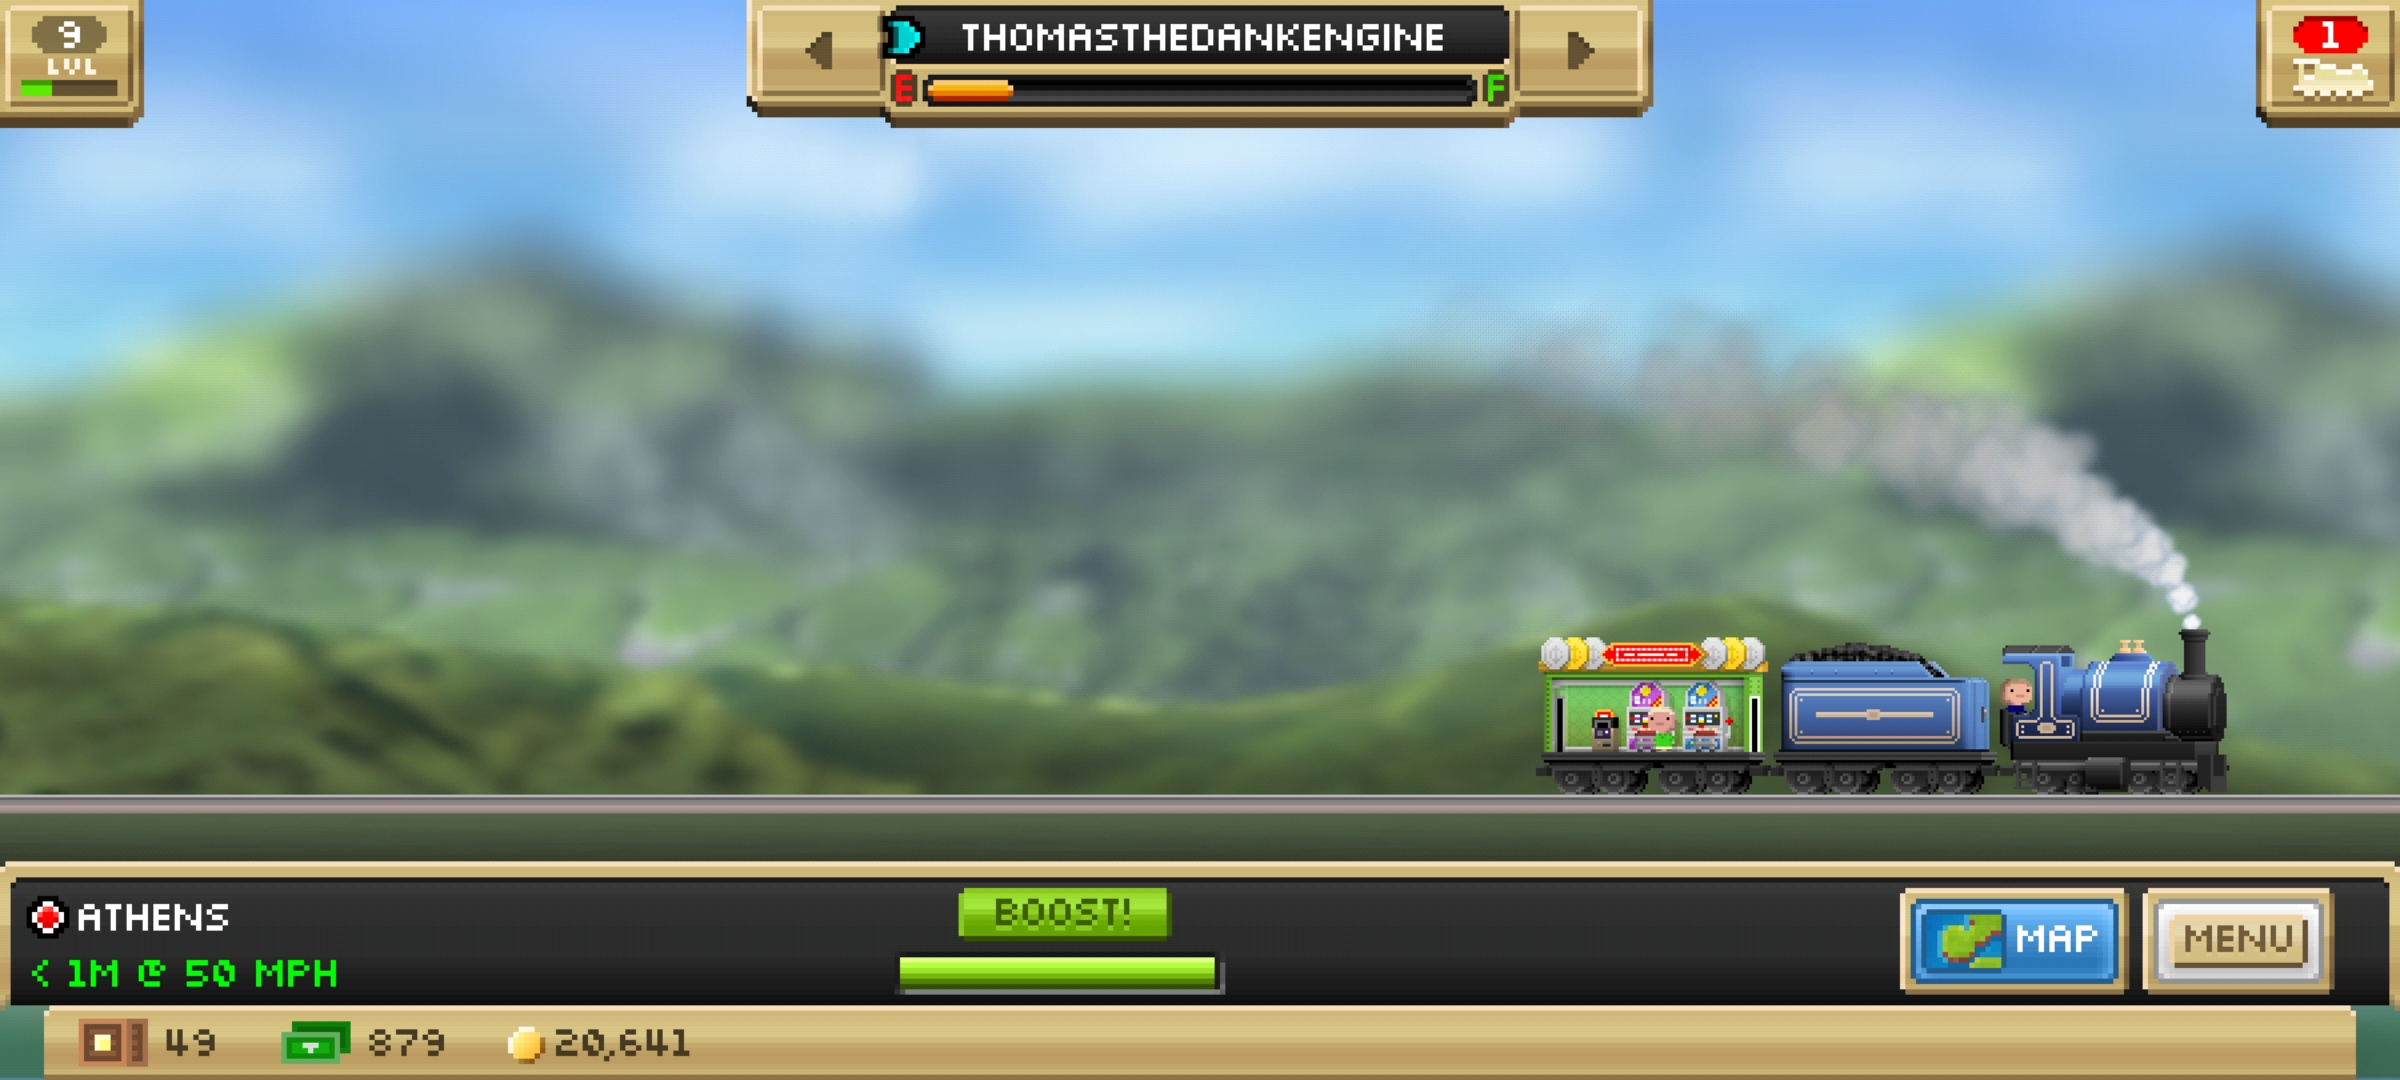 9
LVL
THOMASTHEDANKENGINE
E F
1
ATHENS
< 1M @ 50 MPH
BOOST!
MAP
MENU
49 879 20,641